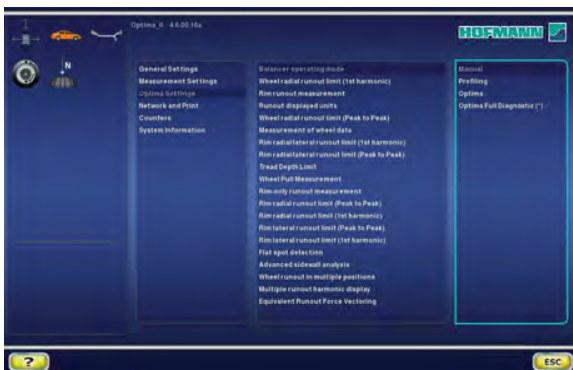 Optima_II 4.6.00.16a
HOFMANN
N
General Settings
Measurement Settings
Optima Settings
Network and Print
Counters
System Information
Balancer operating mode
Wheel radial runout limit (1st harmonic)
Rim runout measurement
Runout displayed units
Wheel radial runout limit (Peak to Peak)
Measurement of wheel data
Rim radial/lateral runout limit (1st harmonic)
Rim radial/lateral runout limit (Peak to Peak)
Tread Depth Limit
Wheel Pull Measurement
Rim-only runout measurement
Rim radial runout limit (Peak to Peak)
Rim radial runout limit (1st harmonic)
Rim lateral runout limit (Peak to Peak)
Rim lateral runout limit (1st harmonic)
Flat spot detection
Advanced sidewall analysis
Wheel runout in multiple positions
Multiple runout harmonic display
Equivalent Runout Force Vectoring
Manual
Profiling
Optima
Optima Full Diagnostic (*)
?
ESC